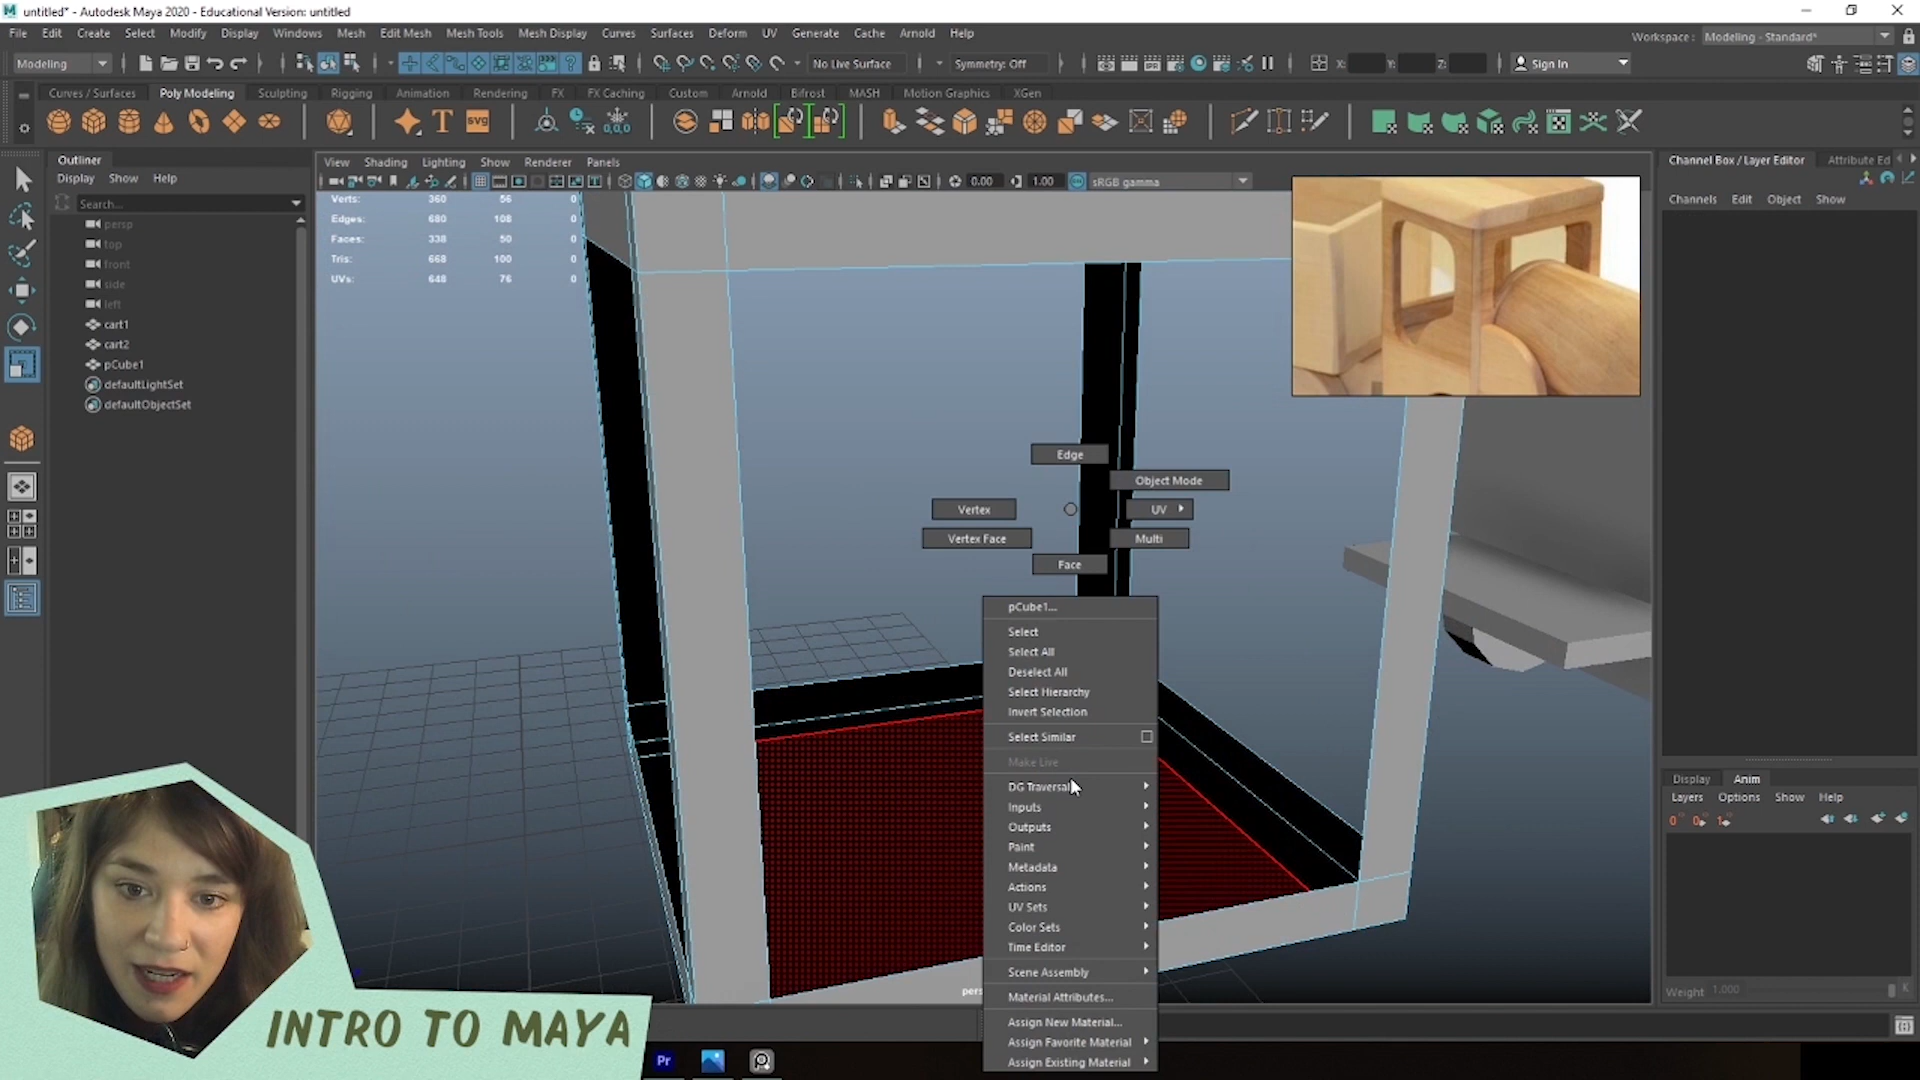 untitled* - Autodesk Maya 2020 - Educational Version: untitled
File Edit Create Select Modify Display Windows Mesh Edit Mesh Mesh Tools Mesh Display Curves Surfaces Deform UV Generate Cache Arnold Help
Workspace : Modeling - Standard*
Modeling No Live Surface Symmetry: Off X: Y: Z: Sign In
Curves / Surfaces Poly Modeling Sculpting Rigging Animation Rendering FX FX Caching Custom Arnold Bifrost MASH Motion Graphics XGen
T SVG 0,0,0
Outliner
Display Show Help
Search...
persp
top
front
side
left
cart1
cart2
pCube1
defaultLightSet
defaultObjectSet
View Shading Lighting Show Renderer Panels
0.00 1.00 sRGB gamma
Verts: 360 56 0
Edges: 680 108 0
Faces: 338 50 0
Tris: 668 100 0
UVs: 648 76 0
Edge
Object Mode
Vertex
UV
Vertex Face
Multi
Face
pCube1...
Select
Select All
Deselect All
Select Hierarchy
Invert Selection
Select Similar
Make Live
DG Traversal
Inputs
Outputs
Paint
Metadata
Actions
UV Sets
Color Sets
Time Editor
Scene Assembly
Material Attributes...
Assign New Material...
Assign Favorite Material
Assign Existing Material
Channel Box / Layer Editor Attribute Ed
Channels Edit Object Show
Display Anim
Layers Options Show Help
Weight 1.000
INTRO TO MAYA
Pr